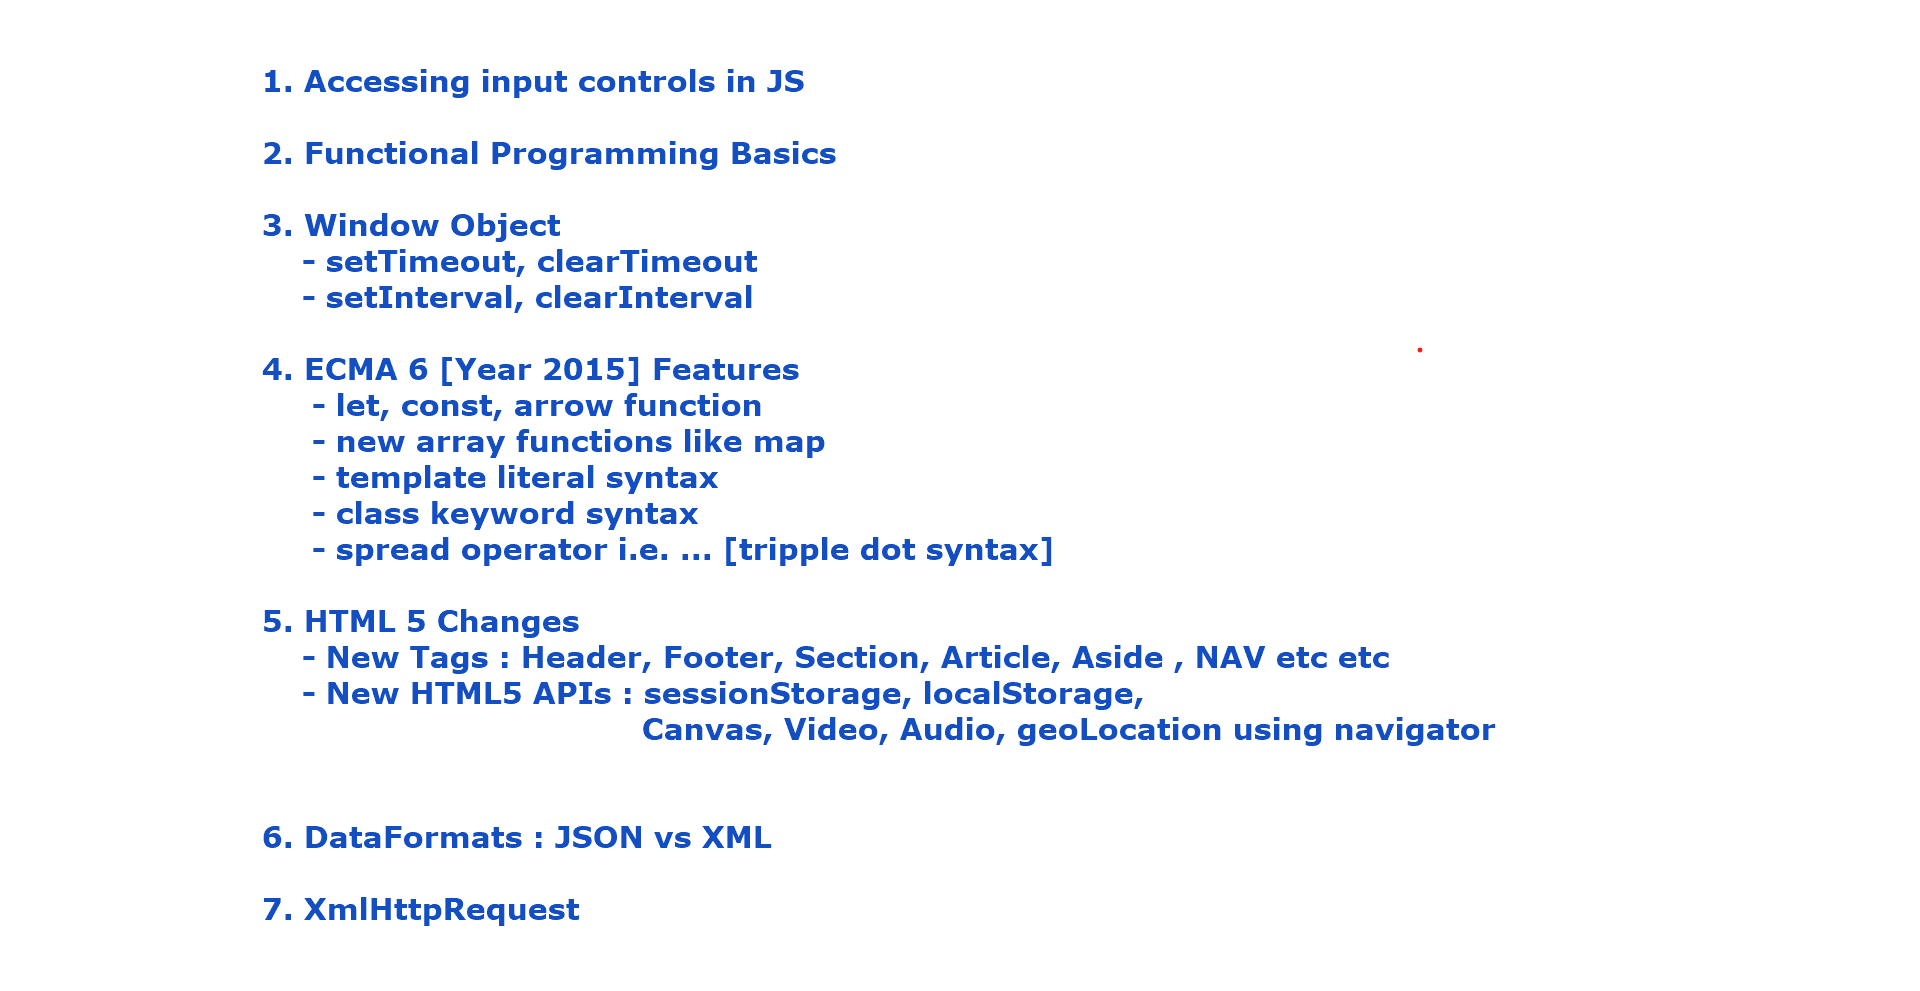 1. Accessing input controls in JS
2. Functional Programming Basics
3. Window Object
- setTimeout, clearTimeout
- setInterval, clearInterval
4. ECMA 6 [Year 2015] Features
- let, const, arrow function
- new array functions like map
- template literal syntax
- class keyword syntax
- spread operator i.e. ... [tripple dot syntax]
5. HTML 5 Changes
- New Tags : Header, Footer, Section, Article, Aside , NAV etc etc
- New HTML5 APIs : sessionStorage, localStorage,
Canvas, Video, Audio, geoLocation using navigator
6. DataFormats : JSON vs XML
7. XmlHttpRequest